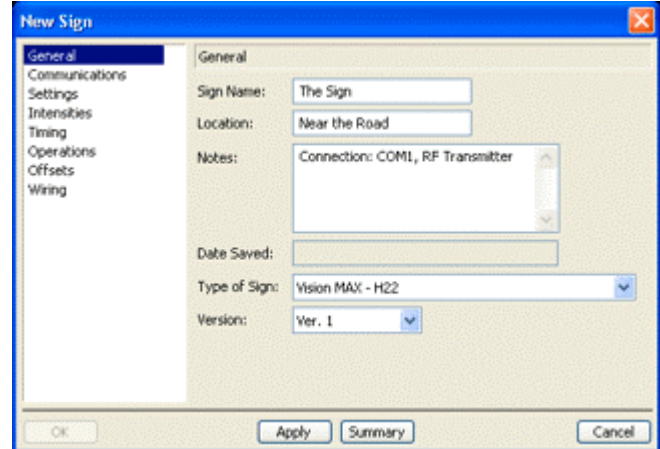 New Sign
General
Communications
Settings
Intensities
Timing
Operations
Offsets
Wiring
General
Sign Name: The Sign
Location: Near the Road
Notes: Connection: COM1, RF Transmitter
Date Saved:
Type of Sign: Vision MAX - H22
Version: Ver. 1
OK Apply Summary Cancel